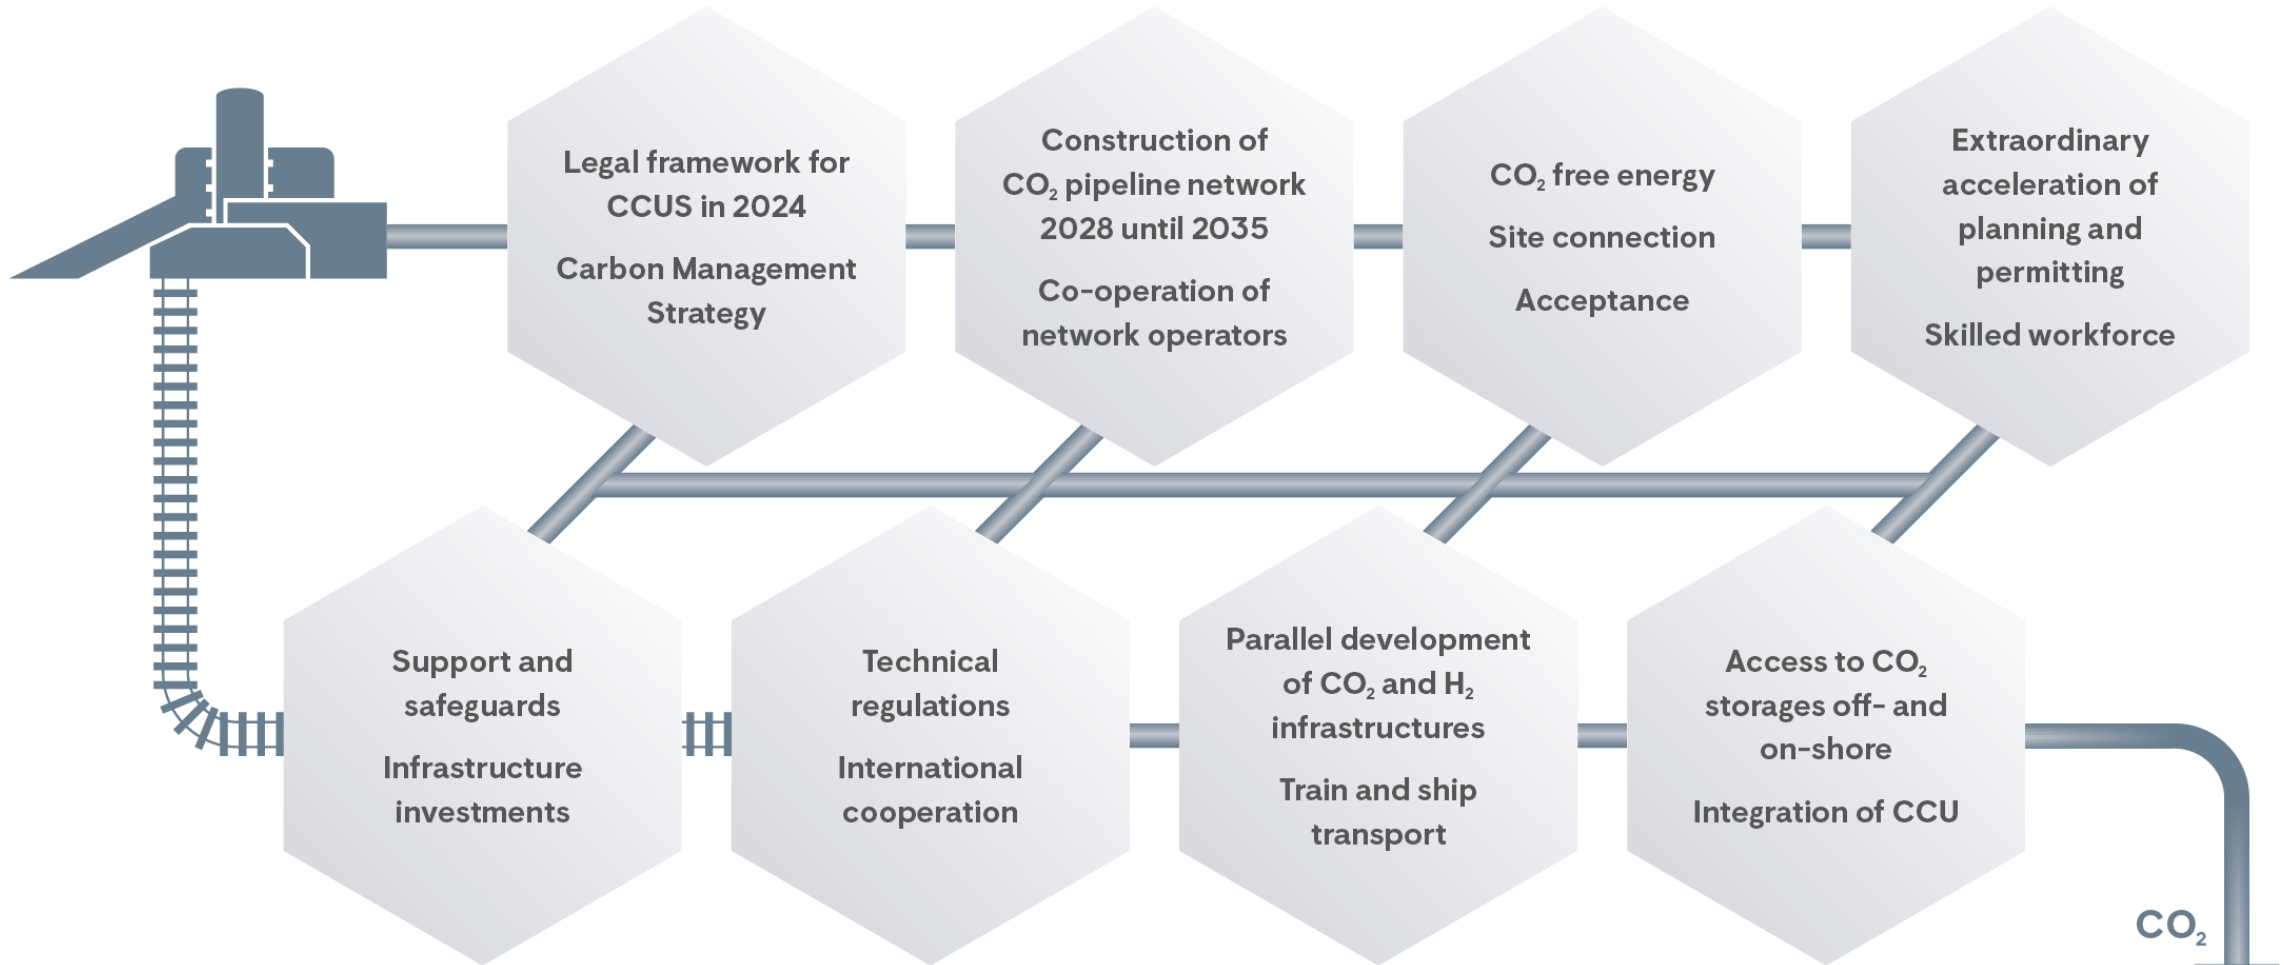 Legal framework for
CCUS in 2024
Carbon Management
Strategy
Construction of
CO₂ pipeline network
2028 until 2035
Co-operation of
network operators
CO₂ free energy
Site connection
Acceptance
Extraordinary
acceleration of
planning and
permitting
Skilled workforce
Support and
safeguards
Infrastructure
investments
Technical
regulations
International
cooperation
Parallel development
of CO₂ and H₂
infrastructures
Train and ship
transport
Access to CO₂
storages off- and
on-shore
Integration of CCU
CO₂